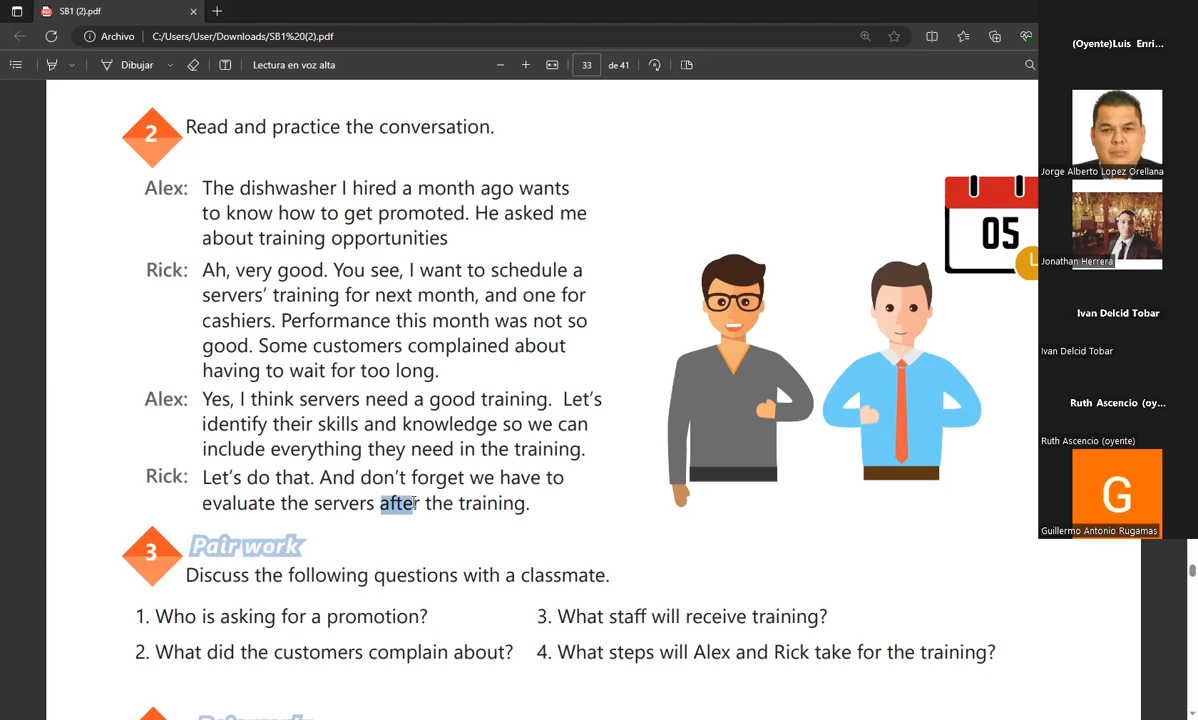 SB1 (2).pdf
Archivo
C:/Users/User/Downloads/SB1%20(2).pdf
Dibujar
Lectura en voz alta
33
de 41
2
Read and practice the conversation.
Alex: The dishwasher I hired a month ago wants
to know how to get promoted. He asked me
about training opportunities
Rick: Ah, very good. You see, I want to schedule a
servers’ training for next month, and one for
cashiers. Performance this month was not so
good. Some customers complained about
having to wait for too long.
Alex: Yes, I think servers need a good training. Let’s
identify their skills and knowledge so we can
include everything they need in the training.
Rick: Let’s do that. And don’t forget we have to
evaluate the servers after the training.
05
L
3
Pair work
Discuss the following questions with a classmate.
1. Who is asking for a promotion?
2. What did the customers complain about?
3. What staff will receive training?
4. What steps will Alex and Rick take for the training?
Pair work
(Oyente)Luis Enri...
Jorge Alberto Lopez Orellana
Jonathan Herrera
Ivan Delcid Tobar
Ivan Delcid Tobar
Ruth Ascencio (oy...
Ruth Ascencio (oyente)
G
Guillermo Antonio Rugamas